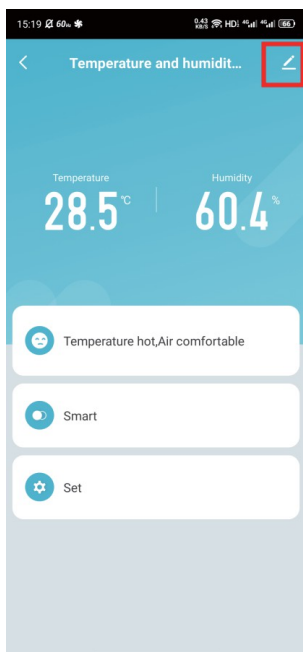 15:19 60Hz 0.43 KB/S HD 4G 4G 66
Temperature and humidit...
Temperature Humidity
28.5 °C 60.4 %
Temperature hot,Air comfortable
Smart
Set